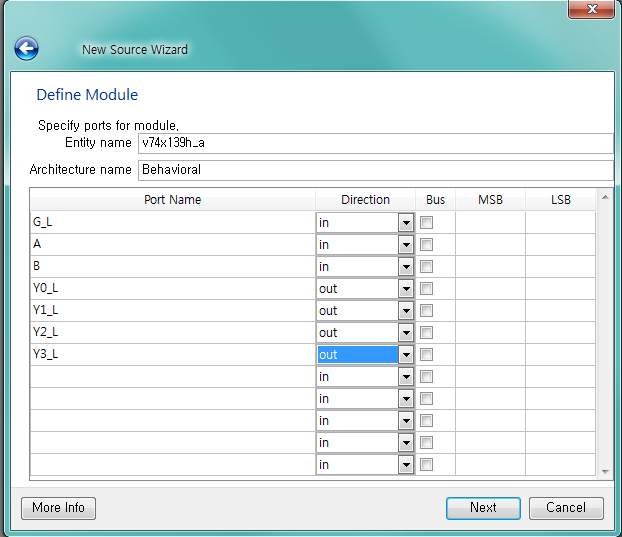 New Source Wizard
Define Module
Specify ports for module.
Entity name v74x139h_a
Architecture name Behavioral
Port Name Direction Bus MSB LSB
G_L in
A in
B in
Y0_L out
Y1_L out
Y2_L out
Y3_L out
in
in
in
in
in
More Info Next Cancel